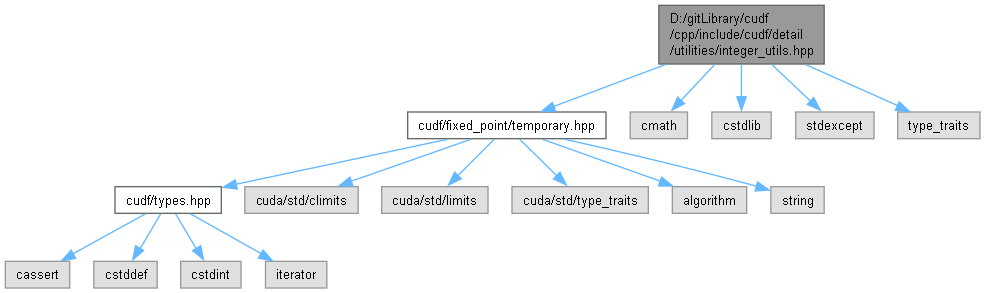 D:/gitLibrary/cudf
/cpp/include/cudf/detail
/utilities/integer_utils.hpp
cudf/fixed_point/temporary.hpp
cmath
cstdlib
stdexcept
type_traits
cudf/types.hpp
cuda/std/climits
cuda/std/limits
cuda/std/type_traits
algorithm
string
cassert
cstddef
cstdint
iterator